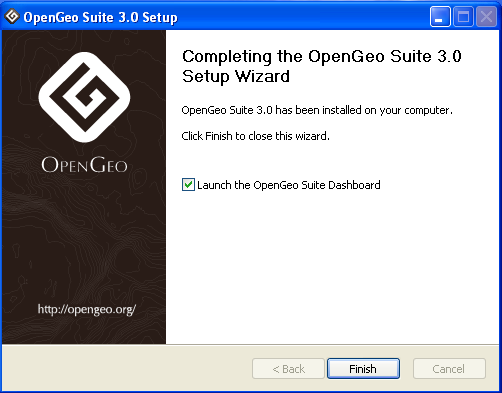 OpenGeo Suite 3.0 Setup
Completing the OpenGeo Suite 3.0
Setup Wizard
OpenGeo Suite 3.0 has been installed on your computer.
Click Finish to close this wizard.
OPENGEO
Launch the OpenGeo Suite Dashboard
http://opengeo.org/
< Back
Finish
Cancel